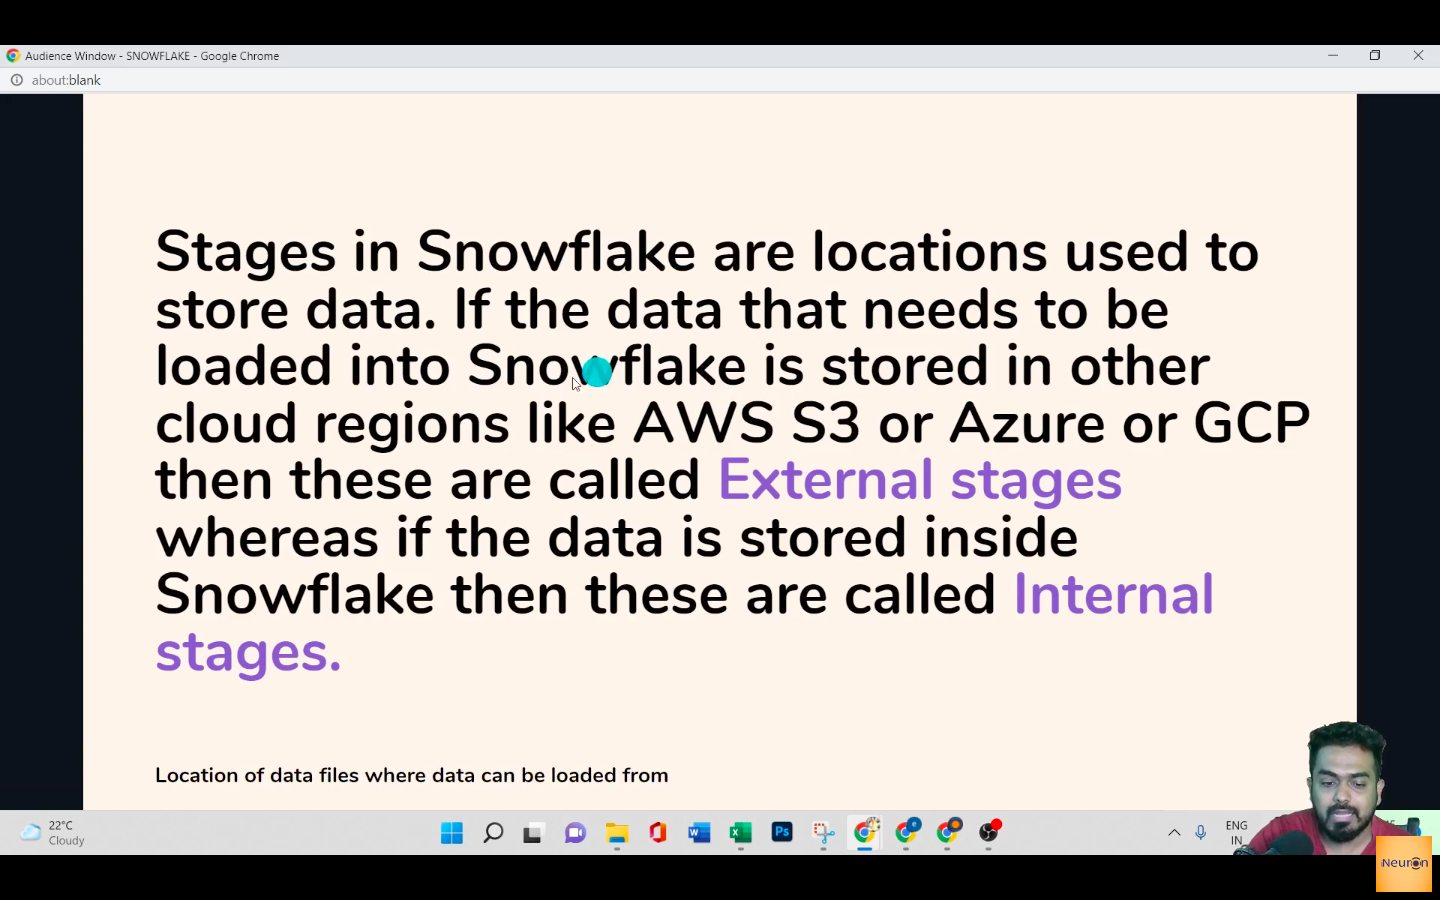 Audience Window - SNOWFLAKE - Google Chrome
about:blank
Stages in Snowflake are locations used to
store data. If the data that needs to be
loaded into Snowflake is stored in other
cloud regions like AWS S3 or Azure or GCP
then these are called External stages
whereas if the data is stored inside
Snowflake then these are called Internal
stages.
Location of data files where data can be loaded from
22°C
Cloudy
ENG
IN
iNeuron